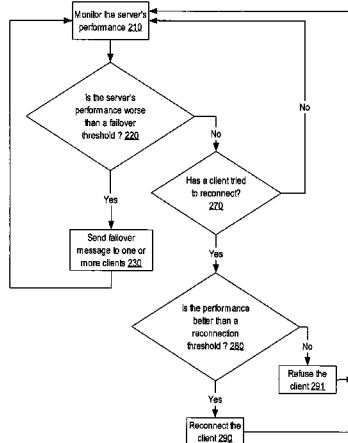 Monitor the server's
performance 210
Is the server's
performance worse
than a failover
threshold ? 220
No
No
Has a client tried
to reconnect?
270
Yes
Send failover
message to one or
more clients 230
Yes
Is the performance
better than a
reconnection
threshold ? 280
No
Refuse the
client 291
Yes
Reconnect the
client 290